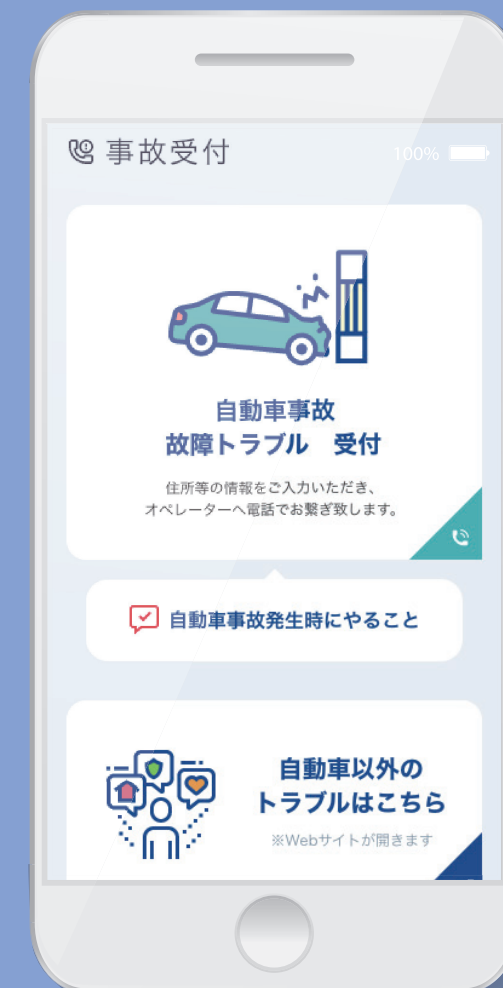 事故受付
100%
自動車事故
故障トラブル　受付
住所等の情報をご入力いただき、
オペレーターへ電話でお繋ぎ致します。
自動車事故発生時にやること
自動車以外の
トラブルはこちら
※Webサイトが開きます